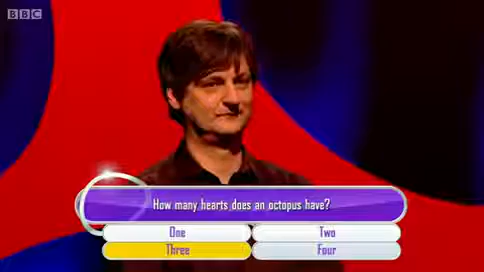 BBC
How many hearts does an octopus have?
One
Two
Three
Four